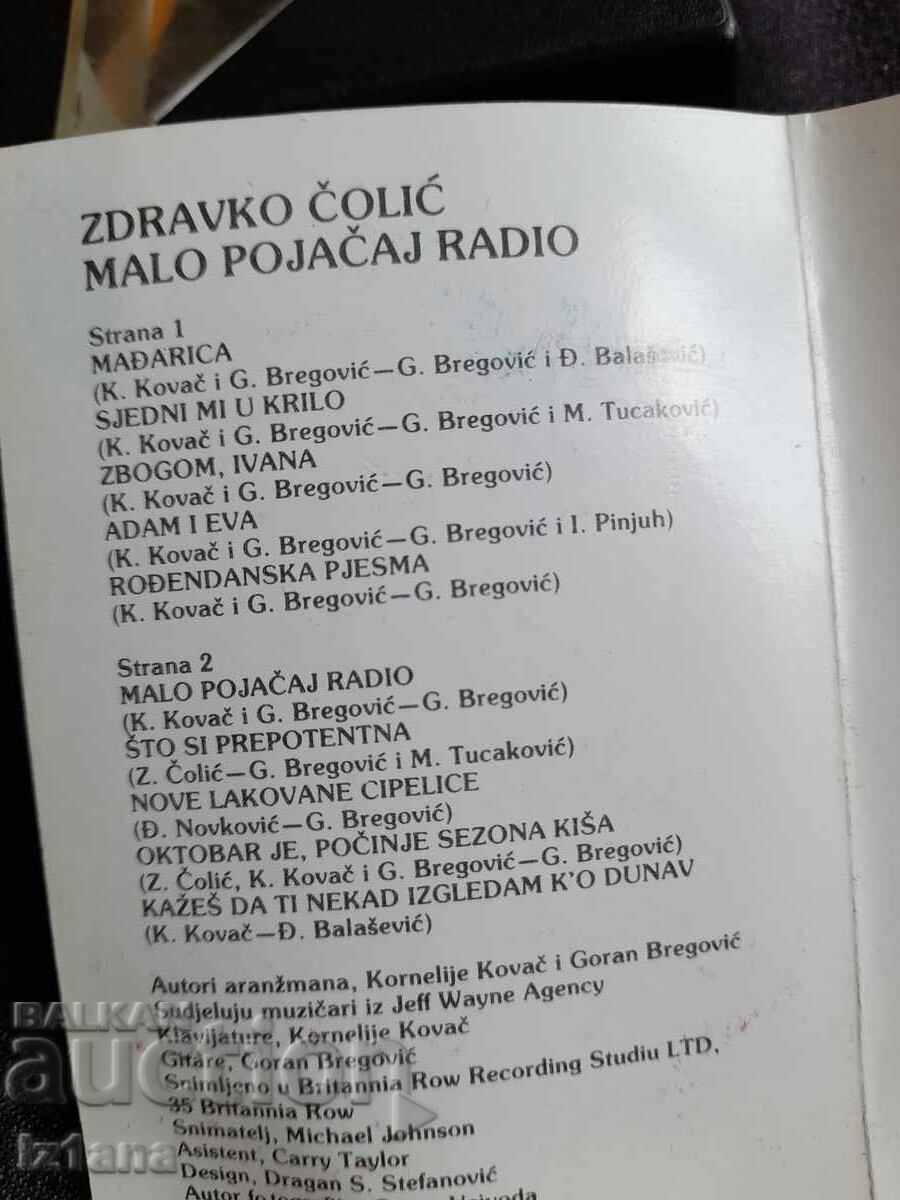 ZDRAVKO ČOLIĆ
MALO POJAČAJ RADIO
Strana 1
MAĐARICA
(K. Kovač i G. Bregović—G. Bregović i Đ. Balašević)
SJEDNI MI U KRILO
(K. Kovač i G. Bregović—G. Bregović i M. Tucaković)
ZBOGOM, IVANA
(K. Kovač i G. Bregović—G. Bregović)
ADAM I EVA
(K. Kovač i G. Bregović—G. Bregović i I. Pinjuh)
ROĐENDANSKA PJESMA
(K. Kovač i G. Bregović—G. Bregović)
Strana 2
MALO POJAČAJ RADIO
(K. Kovač i G. Bregović—G. Bregović)
ŠTO SI PREPOTENTNA
(Z. Čolić—G. Bregović i M. Tucaković)
NOVE LAKOVANE CIPELICE
(Đ. Novković—G. Bregović)
OKTOBAR JE, POČINJE SEZONA KIŠA
(Z. Čolić, K. Kovač i G. Bregović—G. Bregović)
KAŽEŠ DA TI NEKAD IZGLEDAM K'O DUNAV
(K. Kovač—Đ. Balašević)
Autori aranžmana, Kornelije Kovač i Goran Bregović
Sudjeluju muzičari iz Jeff Wayne Agency
Klavijature, Kornelije Kovač
Gitare, Goran Bregović
Snimljeno u Britannia Row Recording Studiu LTD,
35 Britannia Row
Snimatelj, Michael Johnson
Asistent, Carry Taylor
Design, Dragan S. Stefanović
Autor
BALKAN
auction
iz1ana